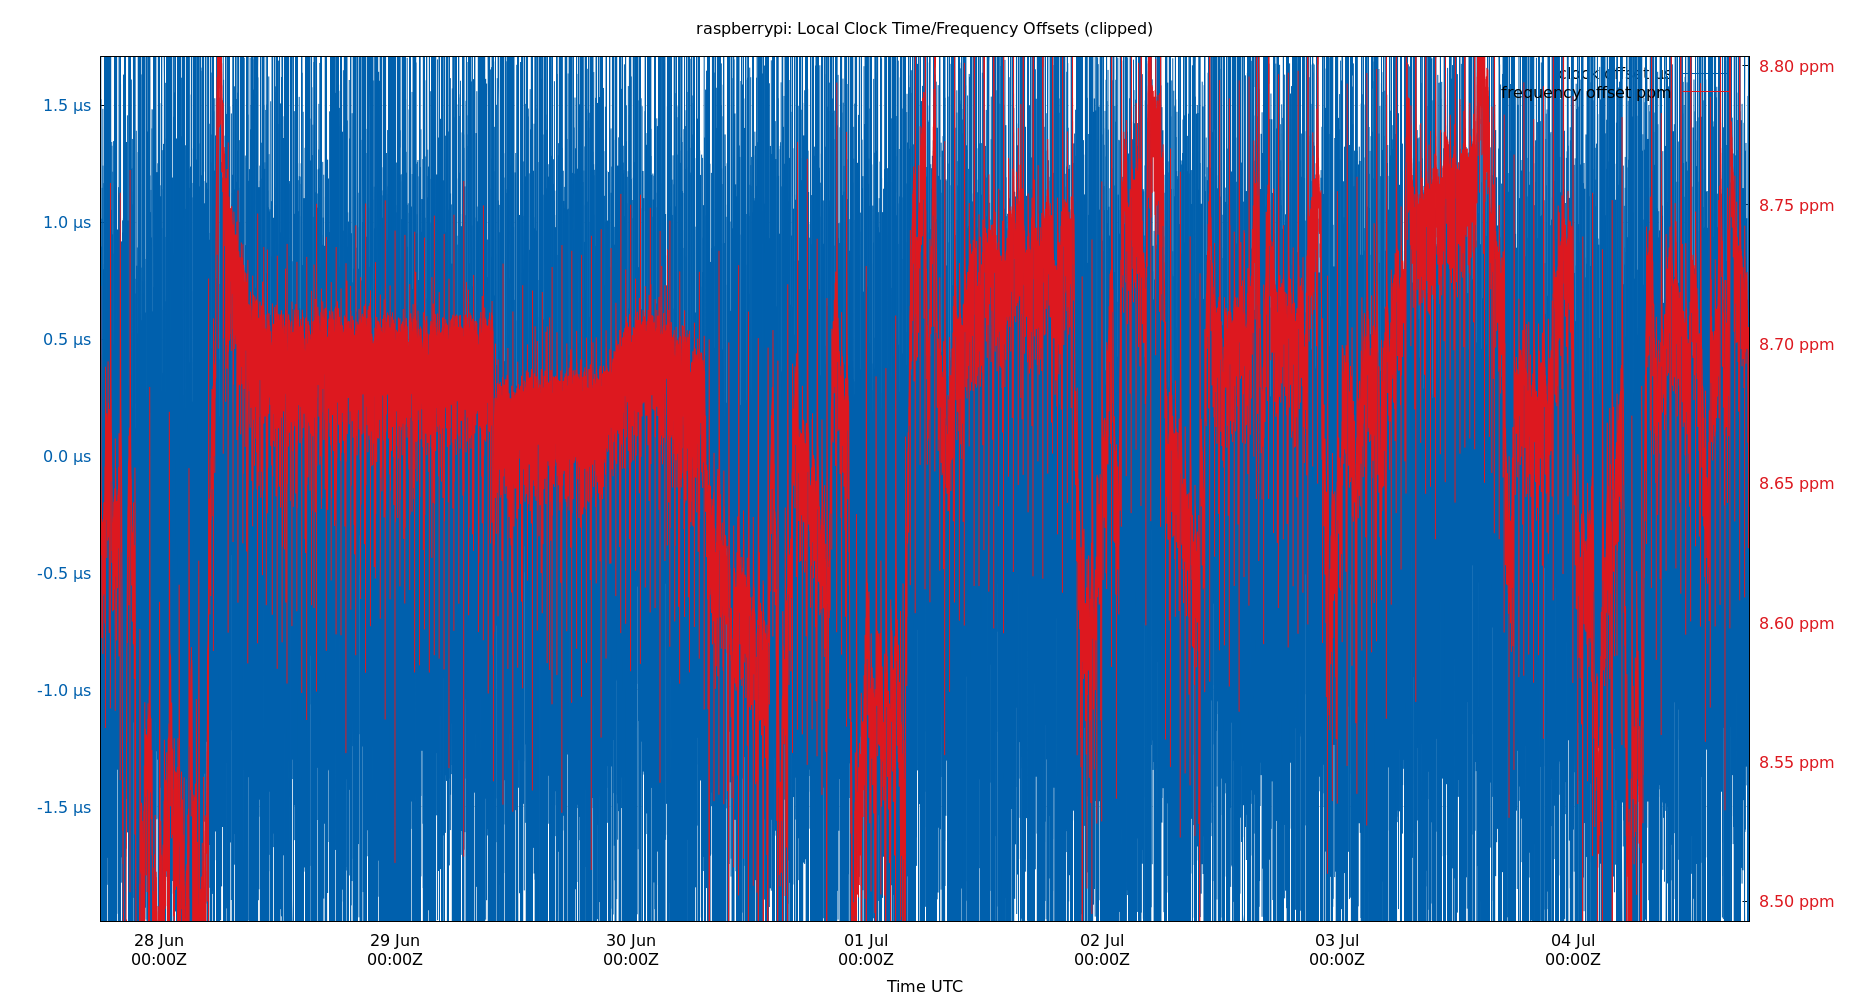 raspberrypi: Local Clock Time/Frequency Offsets (clipped)
clock offset µs
frequency offset ppm
1.5 µs
1.0 µs
0.5 µs
0.0 µs
-0.5 µs
-1.0 µs
-1.5 µs
8.80 ppm
8.75 ppm
8.70 ppm
8.65 ppm
8.60 ppm
8.55 ppm
8.50 ppm
28 Jun 29 Jun 30 Jun 01 Jul 02 Jul 03 Jul 04 Jul
00:00Z 00:00Z 00:00Z 00:00Z 00:00Z 00:00Z 00:00Z
Time UTC